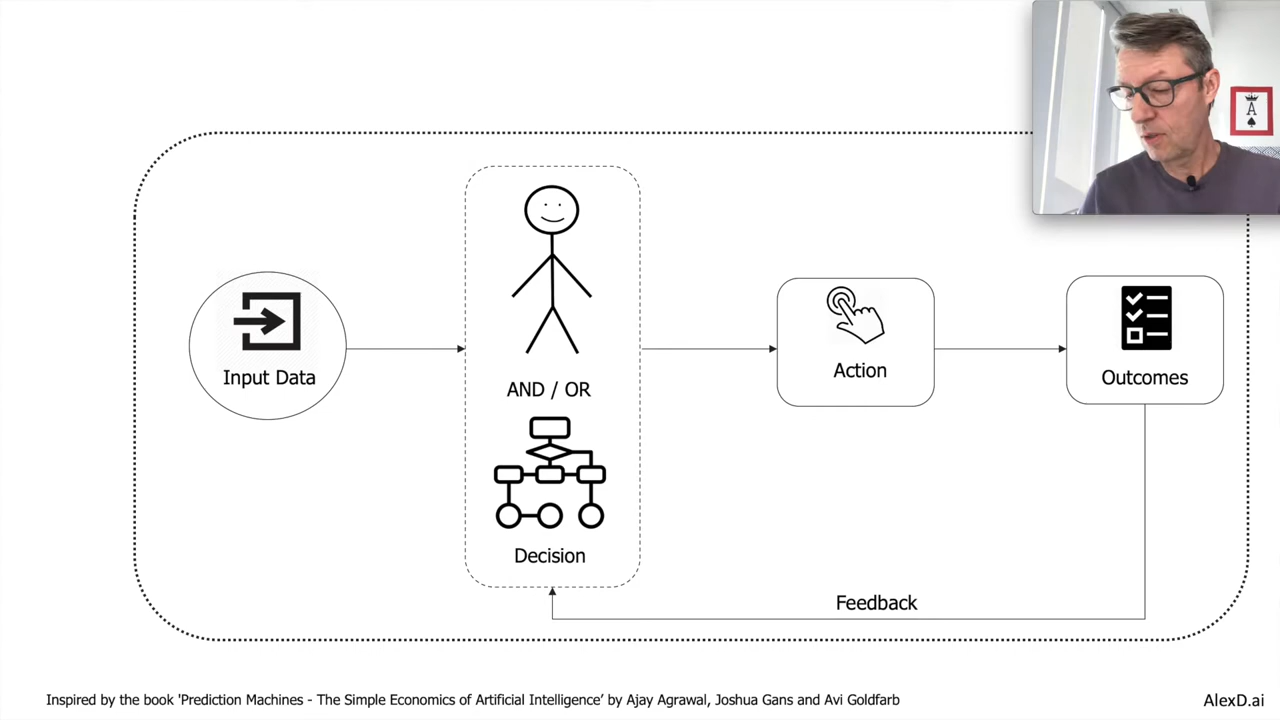 A
Input Data
AND / OR
Decision
Action
Outcomes
Feedback
Inspired by the book 'Prediction Machines - The Simple Economics of Artificial Intelligence’ by Ajay Agrawal, Joshua Gans and Avi Goldfarb
AlexD.ai